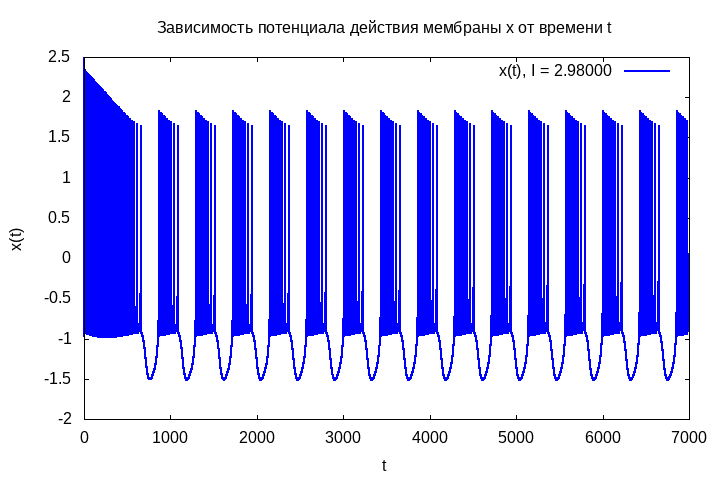 Зависимость потенциала действия мембраны x от времени t
x(t), I = 2.98000
2.5
2
1.5
1
0.5
0
-0.5
-1
-1.5
-2
x(t)
0 1000 2000 3000 4000 5000 6000 7000
t